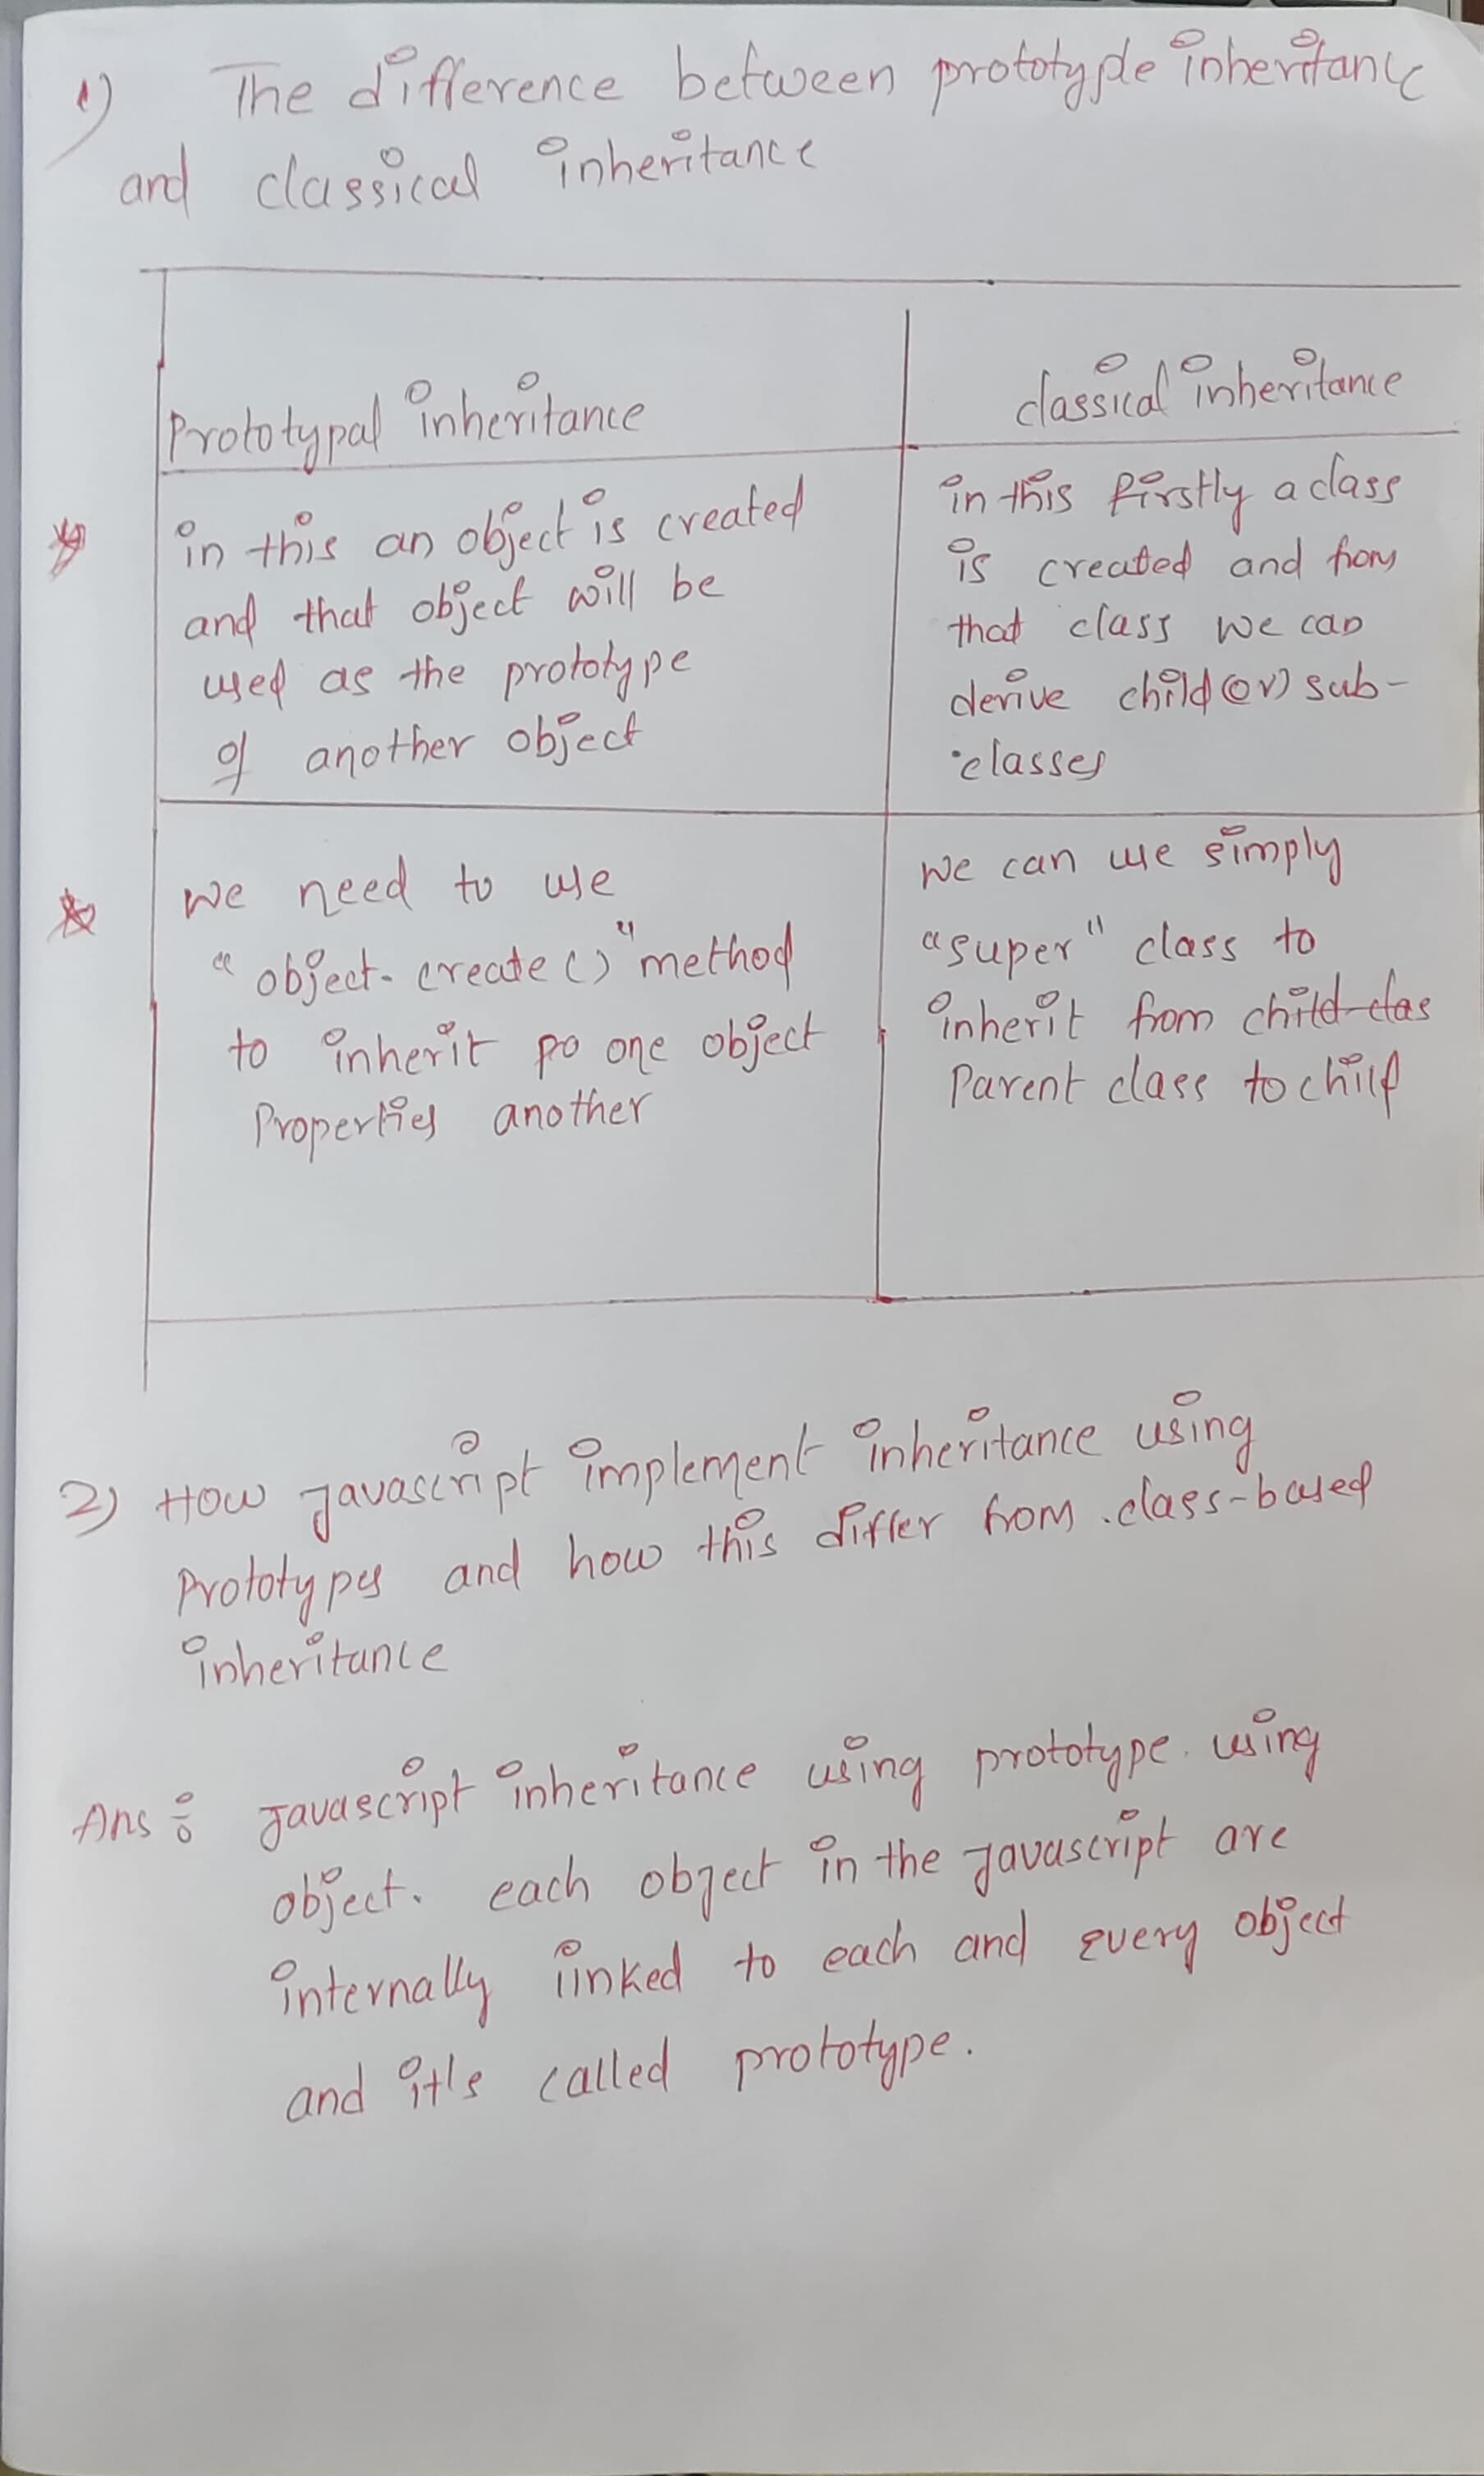 1) The difference between prototype inheritanc
and classical inheritance
Prototypal inheritance
in this an object is created
and that object will be
used as the prototype
of another object
we need to use
"object.create()" method
to inherit po one object
Properties another
classical inheritance
in this firstly a class
is created and from
that class we can
derive child (or) sub-
classes
we can use simply
"super" class to
inherit from child clas
Parent class to child
2) How javascript implement inheritance using
Prototypes and how this differ from class-based
inheritance
Ans: Javascript inheritance using prototype. using
object. each object in the Javascript are
internally linked to each and every object
and it's called prototype.